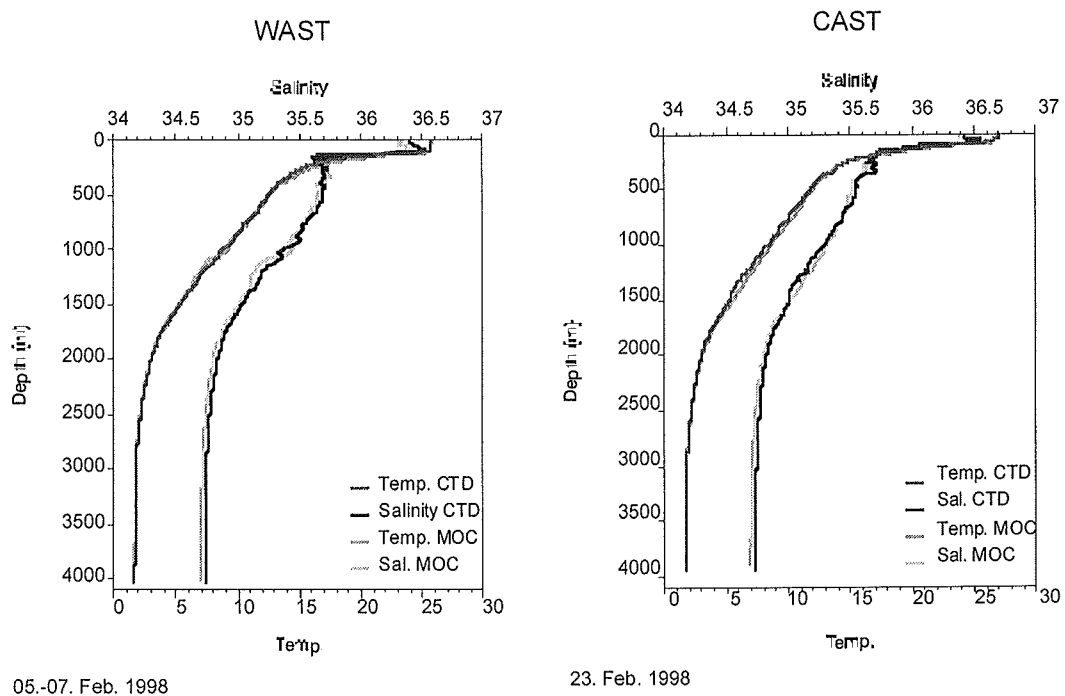 WAST
Salinity
34 34.5 35 35.5 36 36.5 37
0
500
1000
1500
2000
2500
3000
3500
4000
Depth (m)
Temp. CTD
Salinity CTD
Temp. MOC
Sal. MOC
0 5 10 15 20 25 30
Temp.
05.-07. Feb. 1998
CAST
Salinity
34 34.5 35 35.5 36 36.5 37
0
500
1000
1500
2000
2500
3000
3500
4000
Depth (m)
Temp. CTD
Sal. CTD
Temp. MOC
Sal. MOC
0 5 10 15 20 25 30
Temp.
23. Feb. 1998